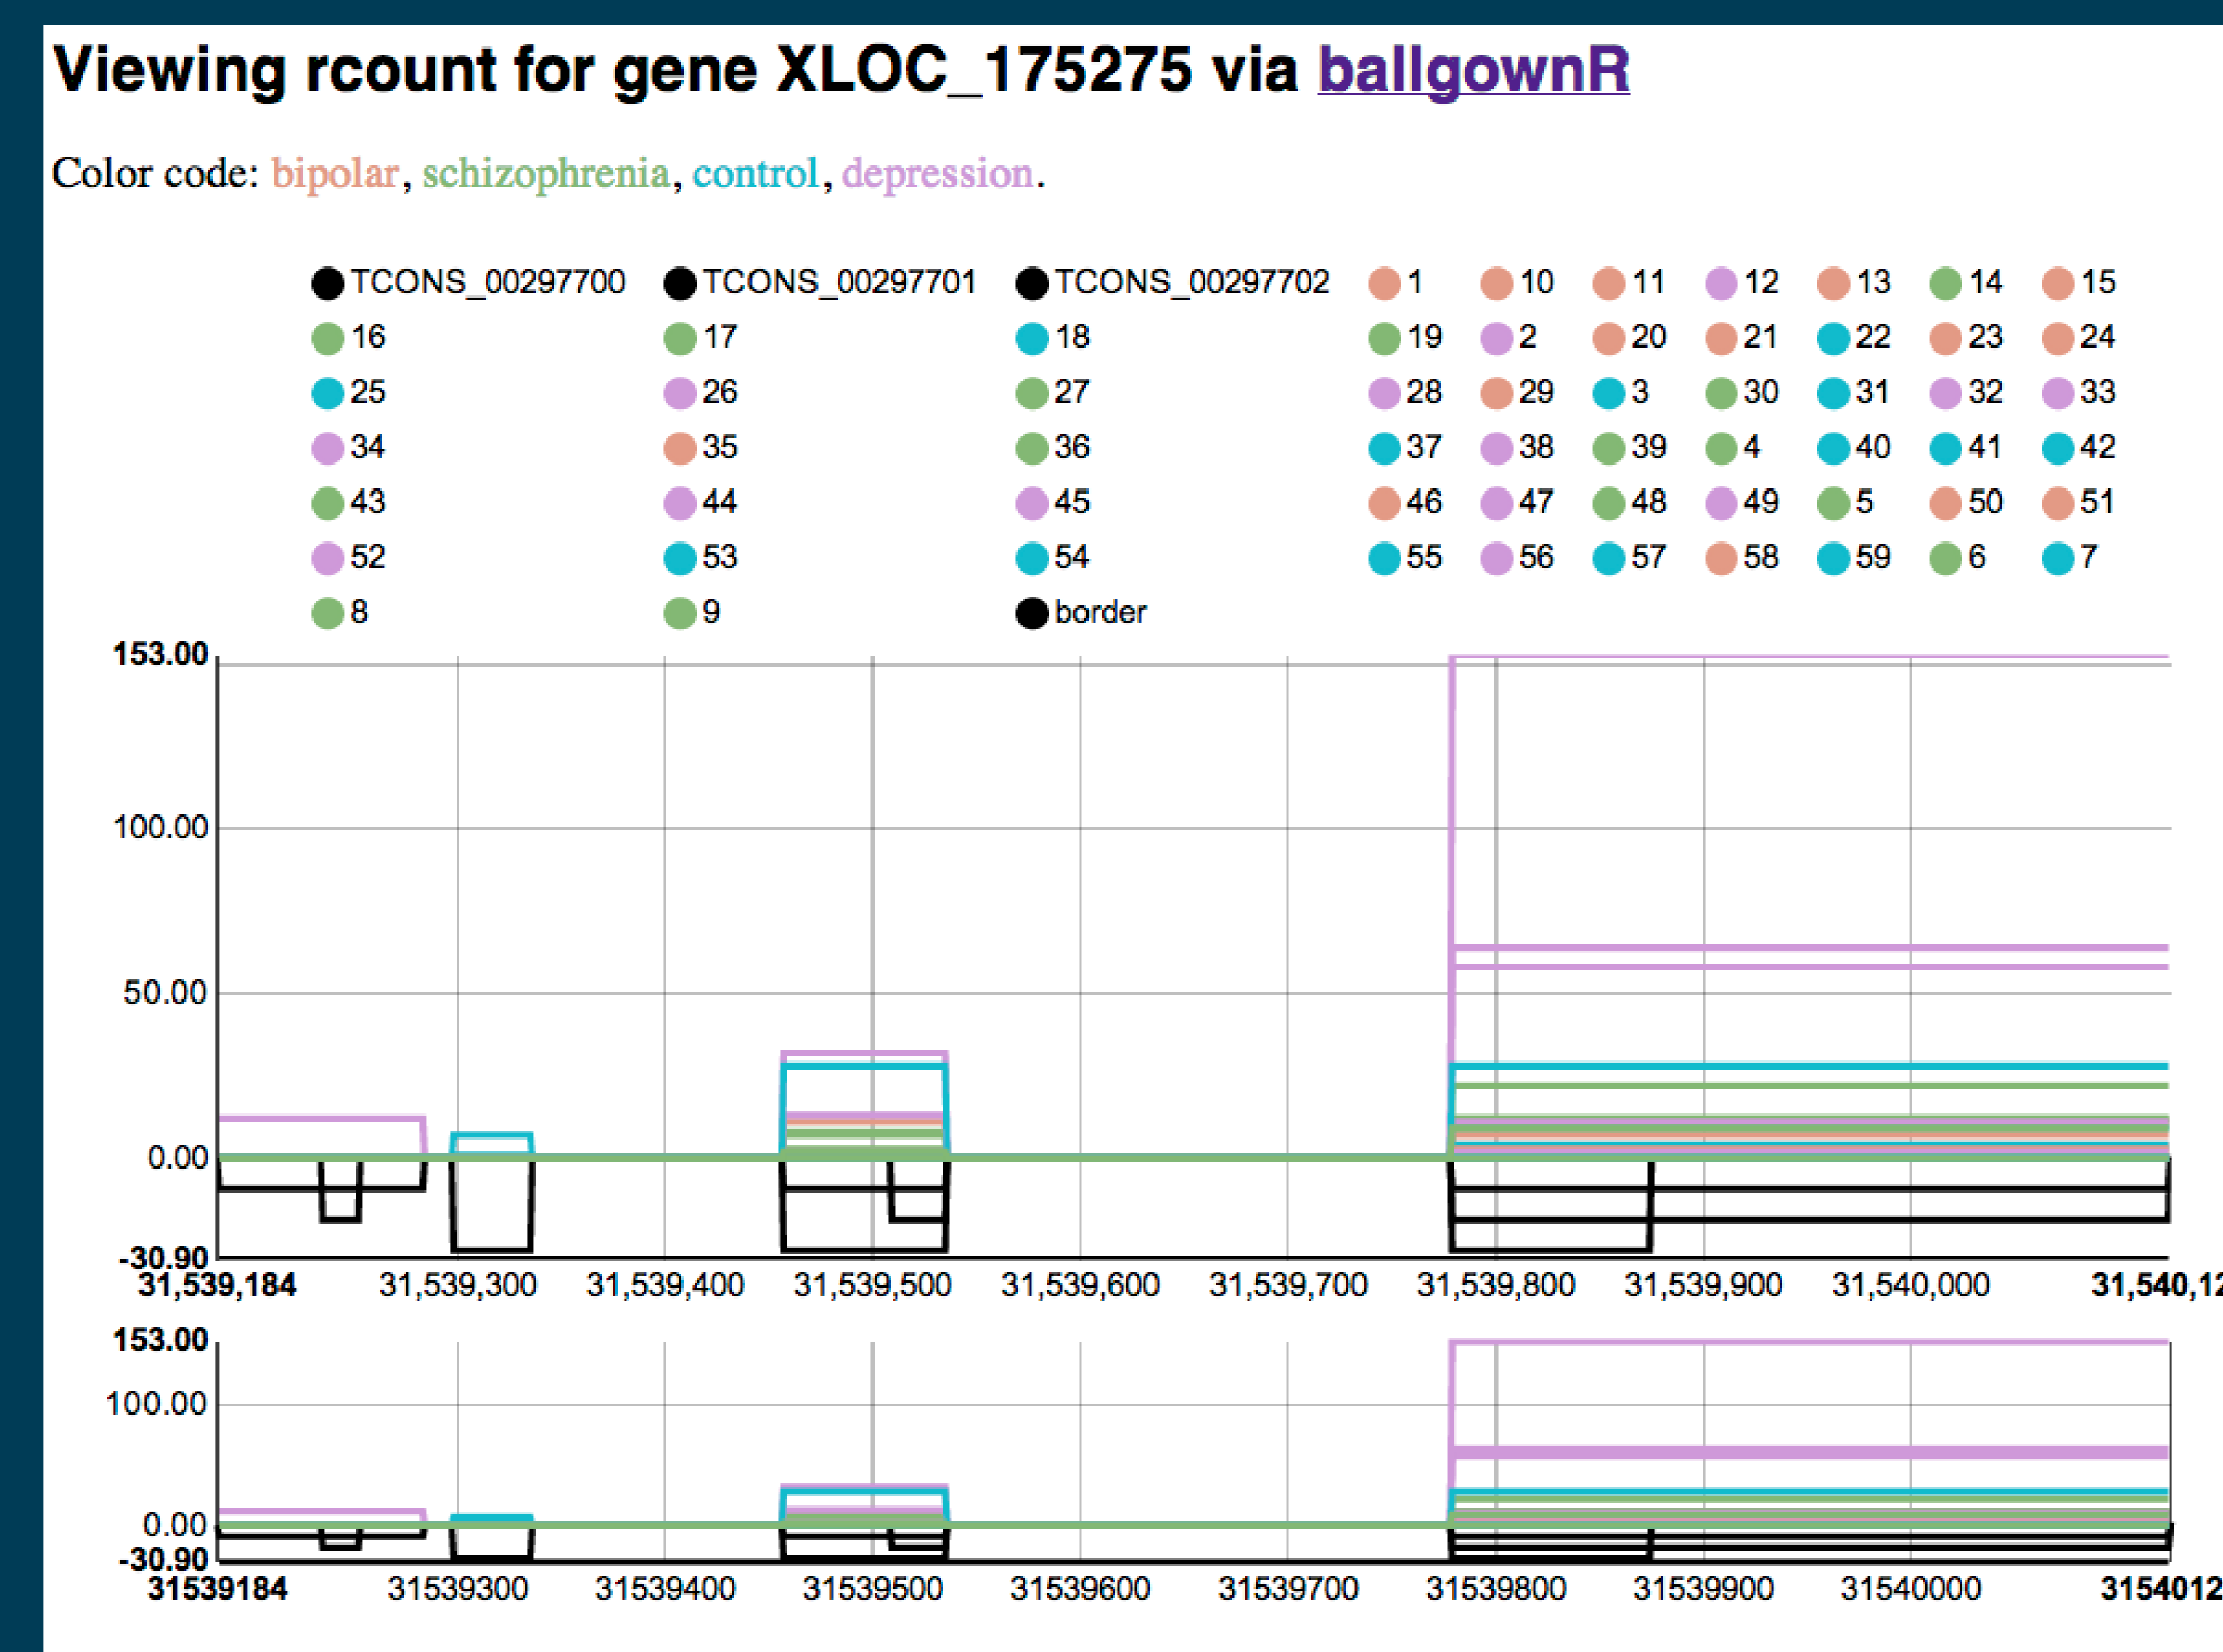 Viewing rcount for gene XLOC_175275 via ballgownR
Color code: bipolar, schizophrenia, control, depression.
TCONS_00297700 TCONS_00297701 TCONS_00297702 1 10 11 12 13 14 15
16 17 18 19 2 20 21 22 23 24
25 26 27 28 29 3 30 31 32 33
34 35 36 37 38 39 4 40 41 42
43 44 45 46 47 48 49 5 50 51
52 53 54 55 56 57 58 59 6 7
8 9 border
153.00
100.00
50.00
0.00
-30.90
31,539,184 31,539,300 31,539,400 31,539,500 31,539,600 31,539,700 31,539,800 31,539,900 31,540,000 31,540,12
153.00
100.00
0.00
-30.90
31539184 31539300 31539400 31539500 31539600 31539700 31539800 31539900 31540000 3154012